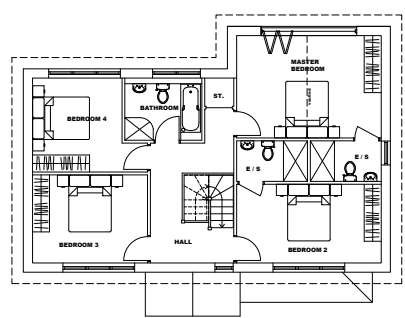 MASTER
BEDROOM
ST.
BATHROOM
BEDROOM 4
E / S
E / S
BEDROOM 3
HALL
BEDROOM 2